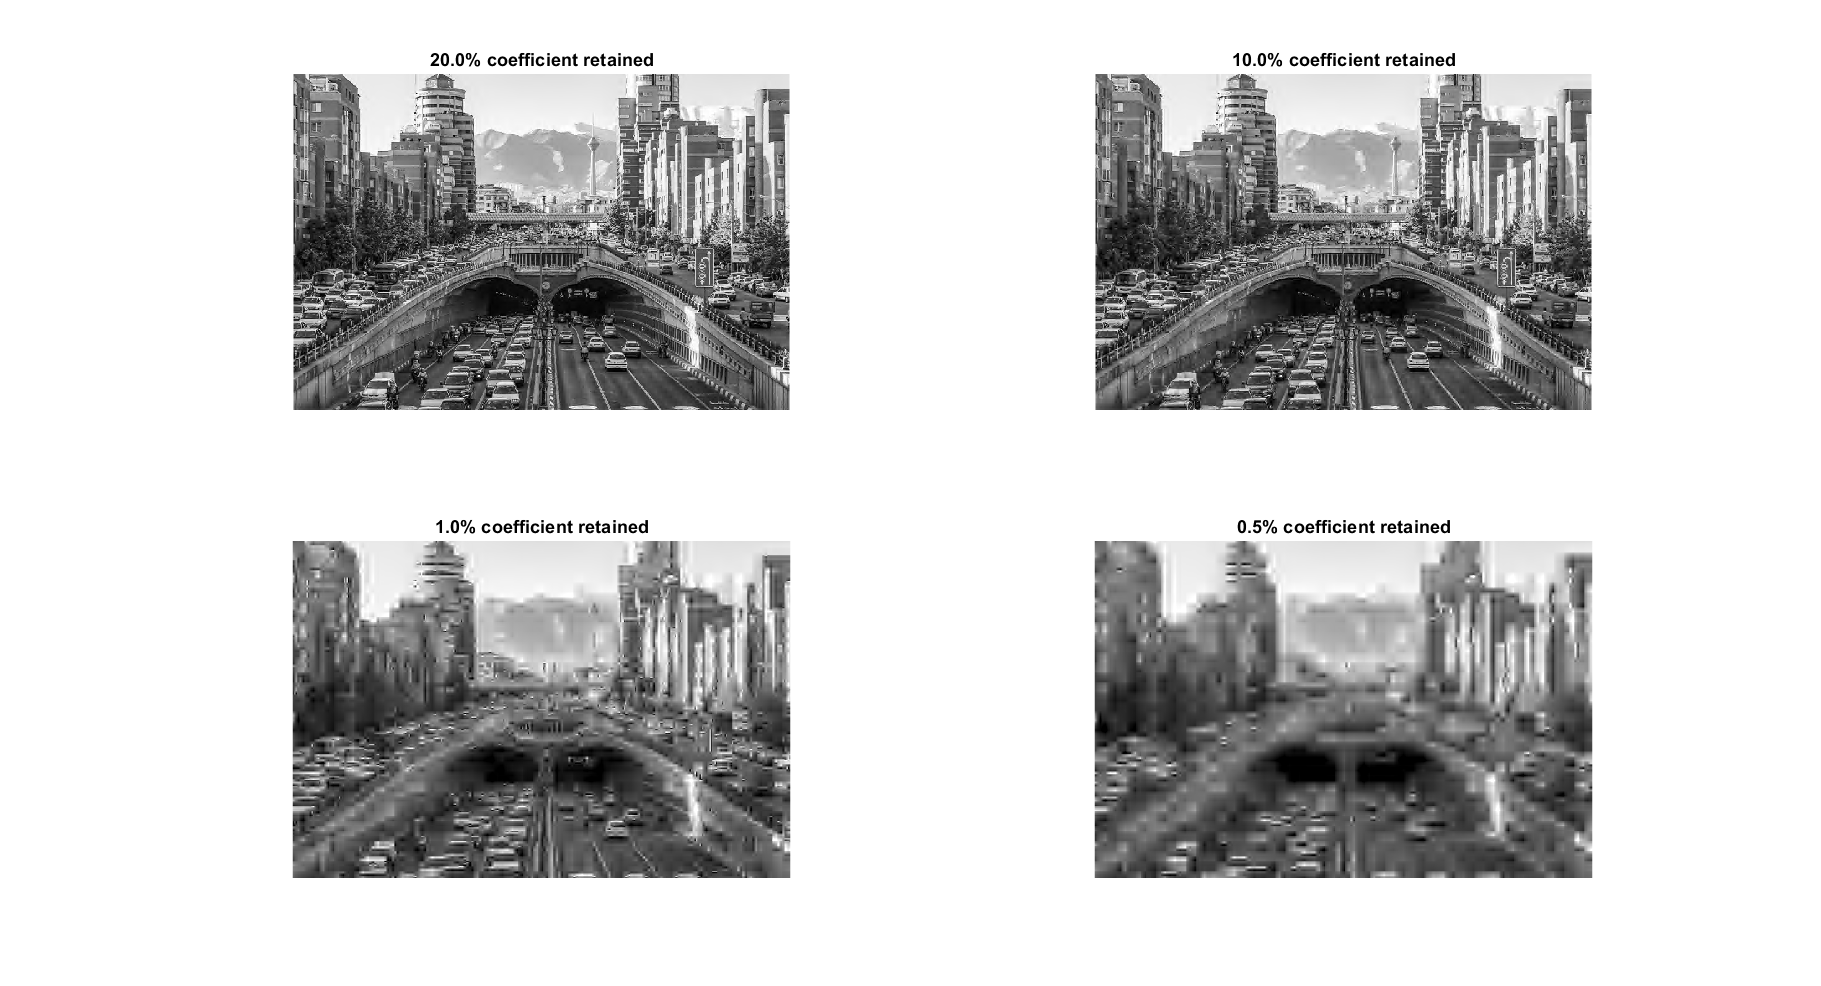 20.0% coefficient retained
10.0% coefficient retained
1.0% coefficient retained
0.5% coefficient retained